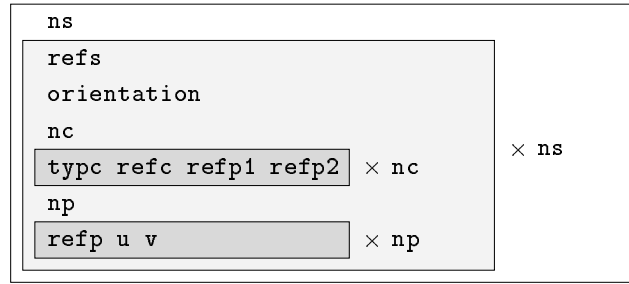 ns
refs
orientation
nc
typc refc refp1 refp2 × nc
× ns
np
refp u v × np